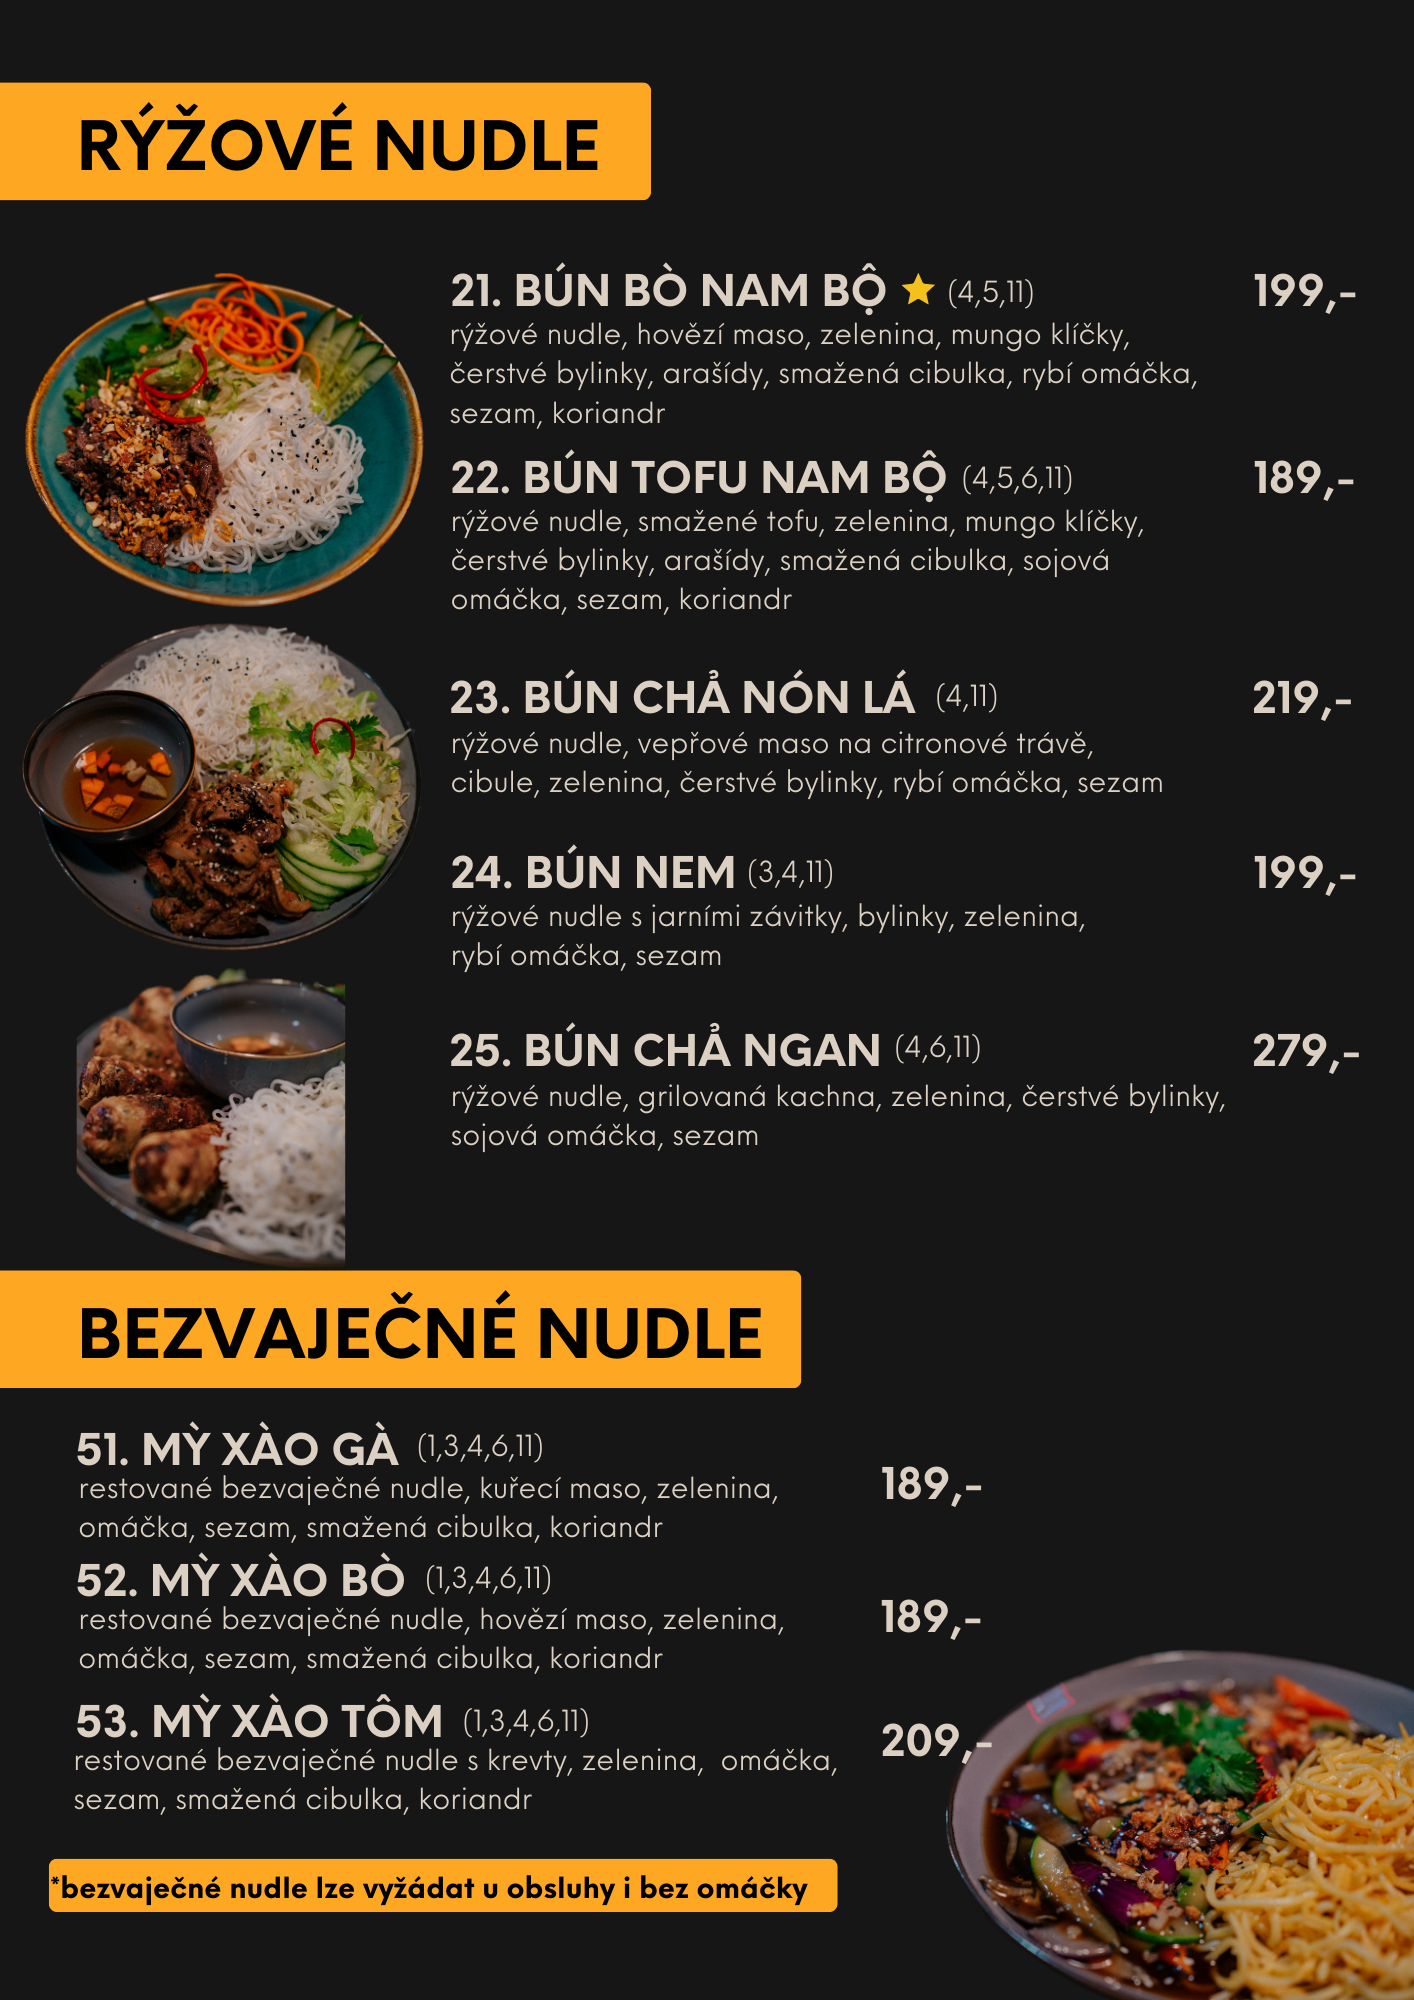 RÝŽOVÉ NUDLE
21. BÚN BÒ NAM BỘ ⭐ (4,5,11) 199,-
rýžové nudle, hovězí maso, zelenina, mungo klíčky,
čerstvé bylinky, arašídy, smažená cibulka, rybí omáčka,
sezam, koriandr
22. BÚN TOFU NAM BỘ (4,5,6,11) 189,-
rýžové nudle, smažené tofu, zelenina, mungo klíčky,
čerstvé bylinky, arašídy, smažená cibulka, sojová
omáčka, sezam, koriandr
23. BÚN CHẢ NÓN LÁ (4,11) 219,-
rýžové nudle, vepřové maso na citronové trávě,
cibule, zelenina, čerstvé bylinky, rybí omáčka, sezam
24. BÚN NEM (3,4,11) 199,-
rýžové nudle s jarními závitky, bylinky, zelenina,
rybí omáčka, sezam
25. BÚN CHẢ NGAN (4,6,11) 279,-
rýžové nudle, grilovaná kachna, zelenina, čerstvé bylinky,
sojová omáčka, sezam
BEZVAJEČNÉ NUDLE
51. MỲ XÀO GÀ (1,3,4,6,11)
189,-
restované bezvaječné nudle, kuřecí maso, zelenina,
omáčka, sezam, smažená cibulka, koriandr
52. MỲ XÀO BÒ (1,3,4,6,11)
189,-
restované bezvaječné nudle, hovězí maso, zelenina,
omáčka, sezam, smažená cibulka, koriandr
53. MỲ XÀO TÔM (1,3,4,6,11)
209,-
restované bezvaječné nudle s krevty, zelenina, omáčka,
sezam, smažená cibulka, koriandr
*bezvaječné nudle lze vyžádat u obsluhy i bez omáčky